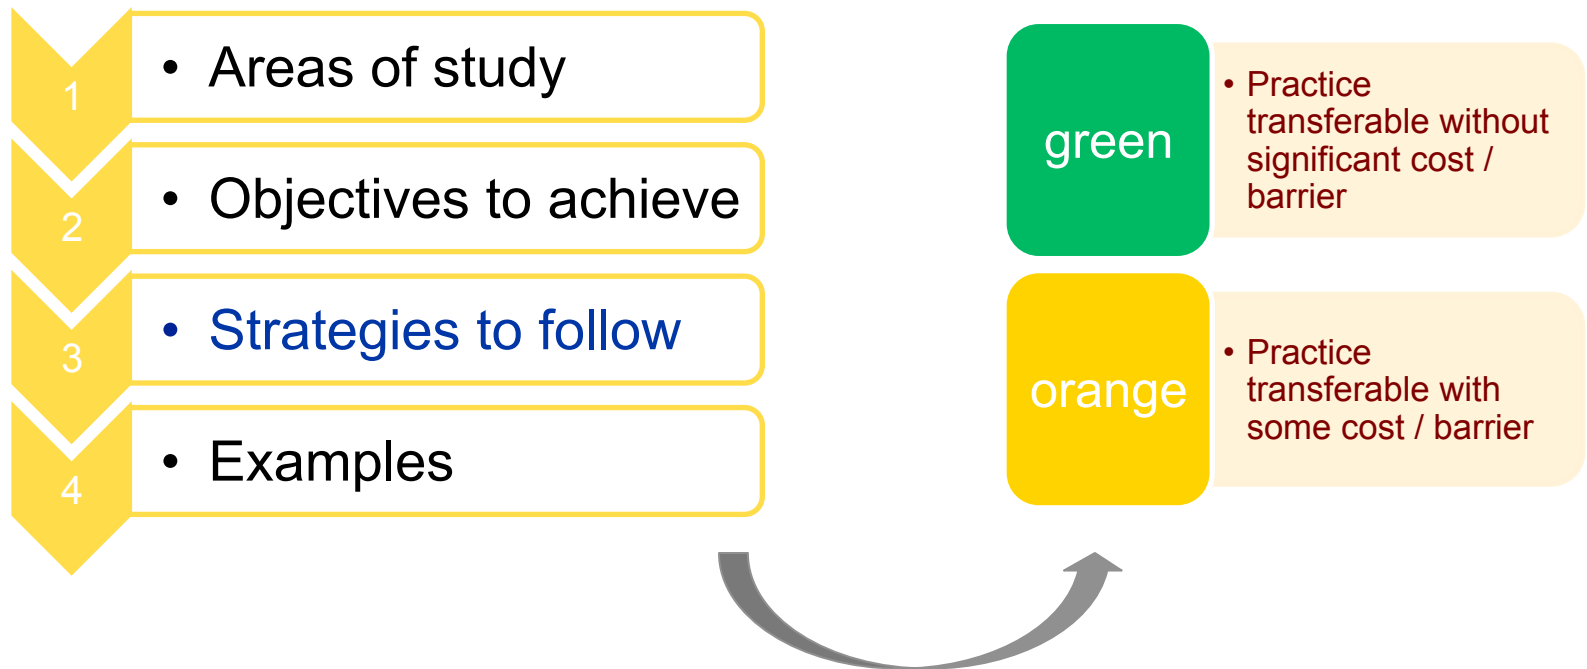 1
• Areas of study
2
• Objectives to achieve
3
• Strategies to follow
4
• Examples
green
• Practice
transferable without
significant cost /
barrier
orange
• Practice
transferable with
some cost / barrier